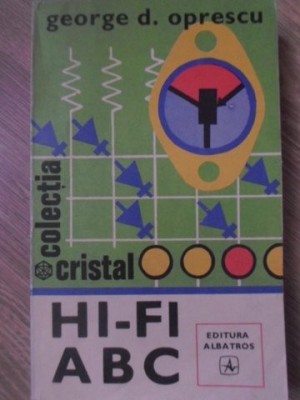 george d. oprescu
colecția
cristal
HI-FI
ABC
EDITURA
ALBATROS